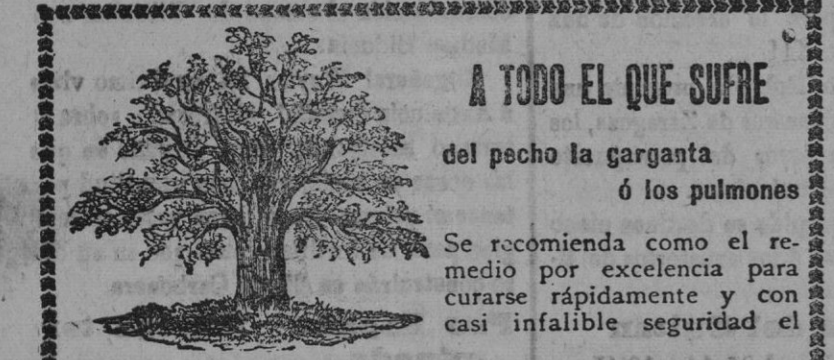 A TODO EL QUE SUFRE
del pecho la garganta
ó los pulmones
Se recomienda como el re-
medio por excelencia para
curarse rápidamente y con
casi infalible seguridad el